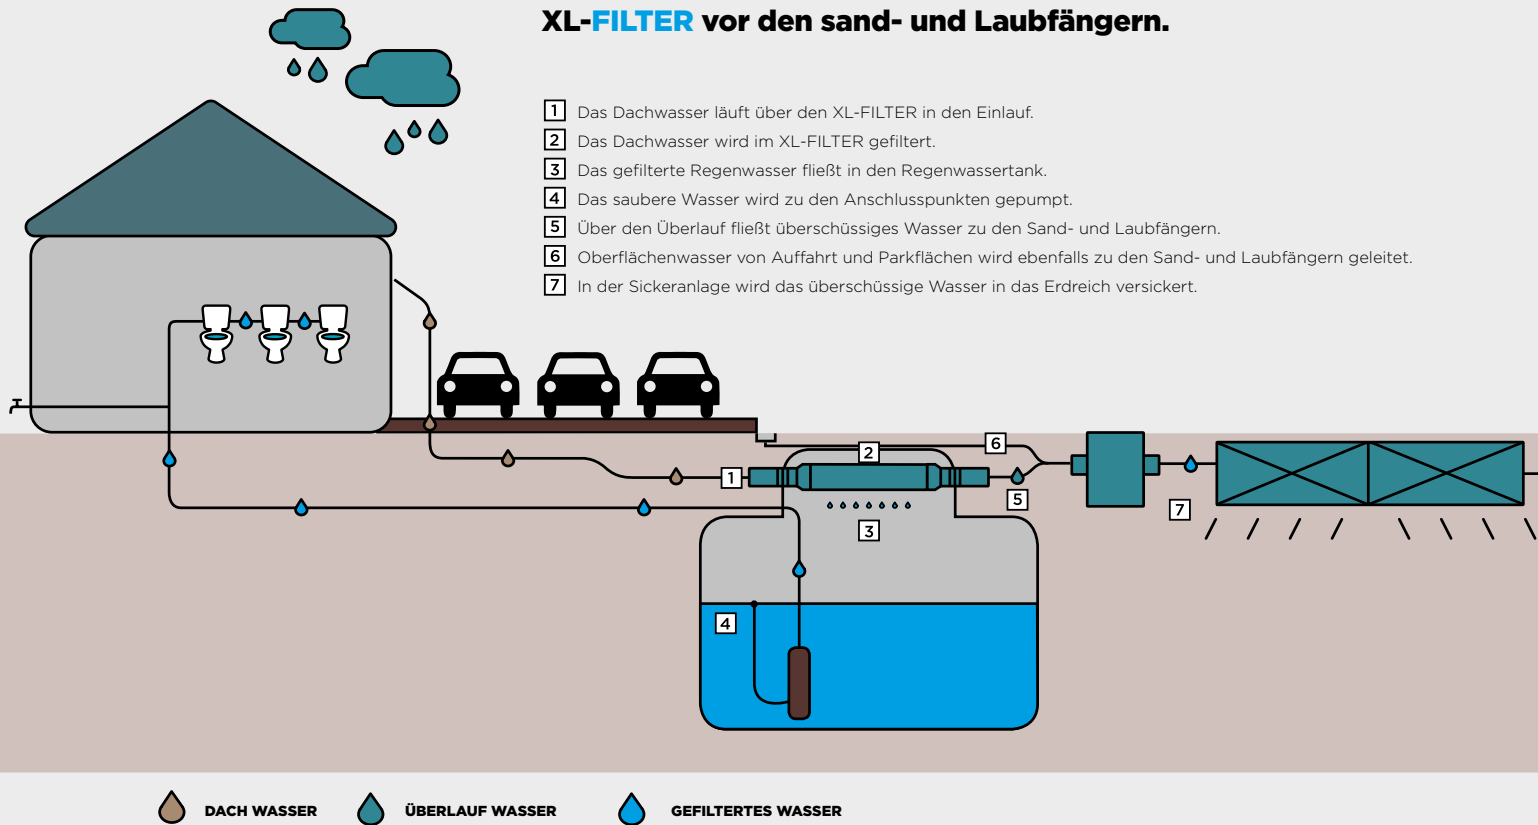 XL-FILTER vor den sand- und Laubfängern.
1 Das Dachwasser läuft über den XL-FILTER in den Einlauf.
2 Das Dachwasser wird im XL-FILTER gefiltert.
3 Das gefilterte Regenwasser fließt in den Regenwassertank.
4 Das saubere Wasser wird zu den Anschlusspunkten gepumpt.
5 Über den Überlauf fließt überschüssiges Wasser zu den Sand- und Laubfängern.
6 Oberflächenwasser von Auffahrt und Parkflächen wird ebenfalls zu den Sand- und Laubfängern geleitet.
7 In der Sickeranlage wird das überschüssige Wasser in das Erdreich versickert.
6
2
1
5
7
3
4
DACH WASSER
ÜBERLAUF WASSER
GEFILTERTES WASSER